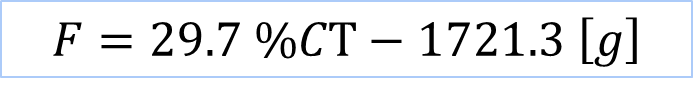 F = 29.7 %CT − 1721.3 [g]